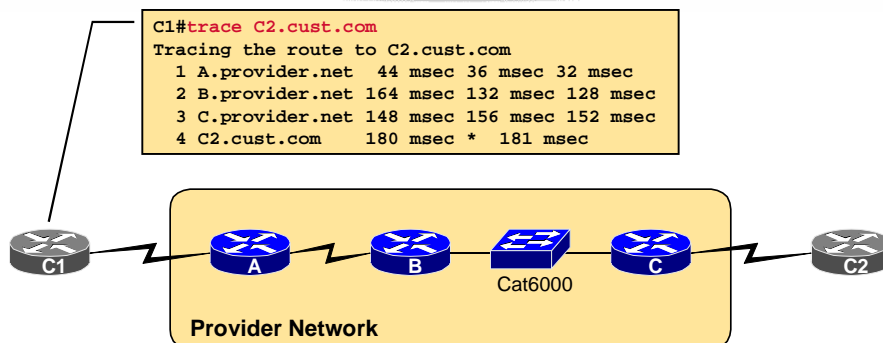 C1#trace C2.cust.com
Tracing the route to C2.cust.com
1 A.provider.net 44 msec 36 msec 32 msec
2 B.provider.net 164 msec 132 msec 128 msec
3 C.provider.net 148 msec 156 msec 152 msec
4 C2.cust.com 180 msec * 181 msec
C1
A
B
Cat6000
C
C2
Provider Network